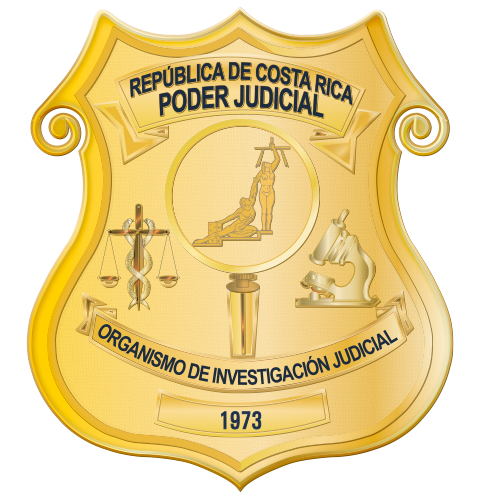 REPÚBLICA DE COSTA RICA
PODER JUDICIAL
ORGANISMO DE INVESTIGACIÓN JUDICIAL
1973